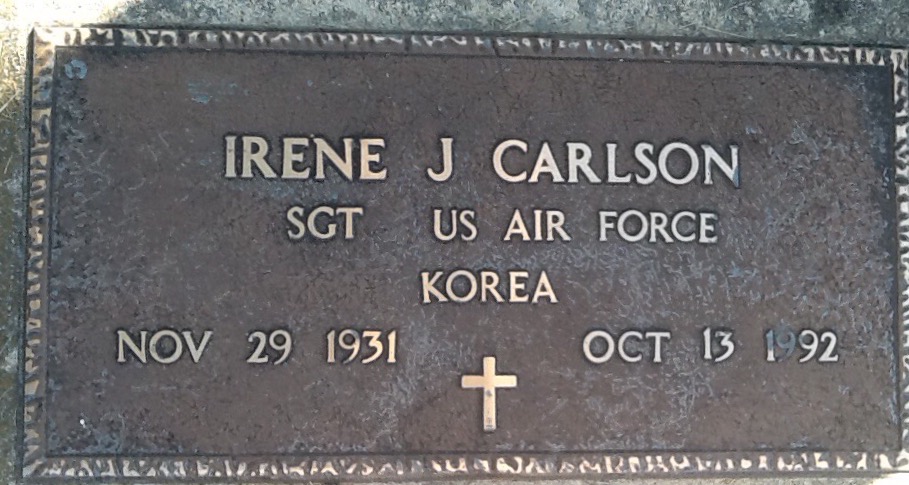 IRENE J CARLSON
SGT US AIR FORCE
KOREA
NOV 29 1931 OCT 13 1992